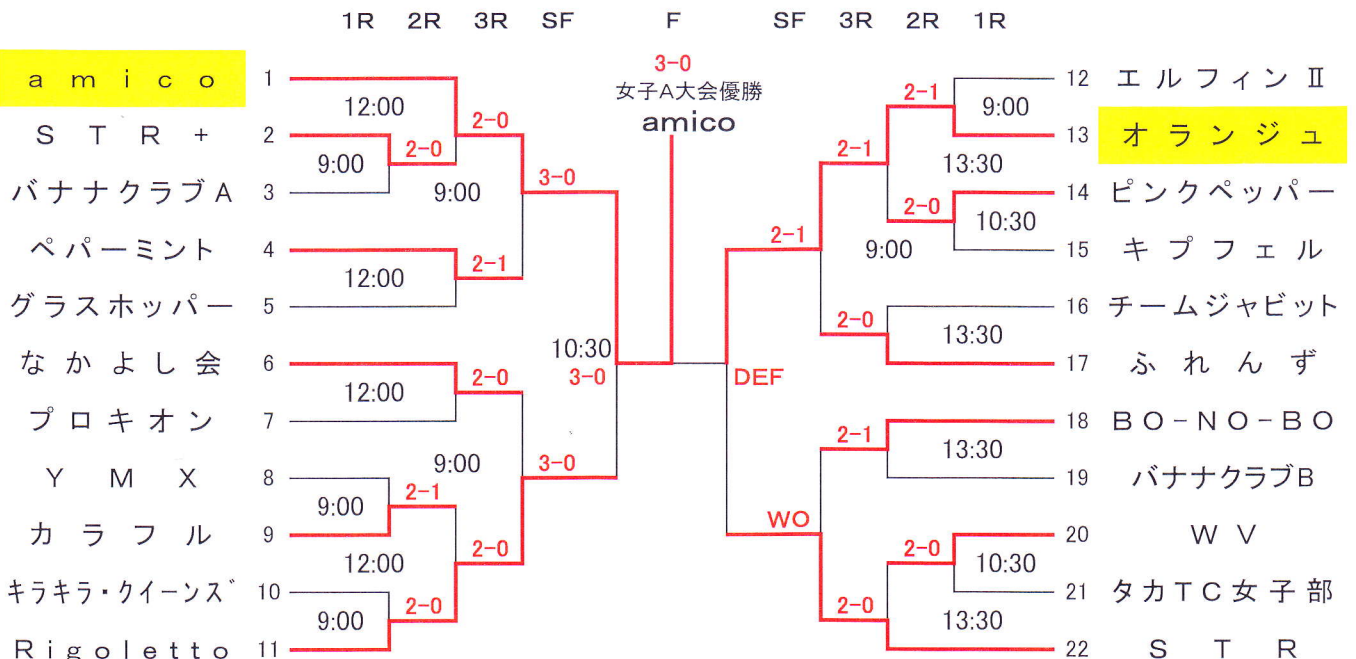 1R 2R 3R SF F SF 3R 2R 1R
3-0
女子A大会優勝
amico
amico 1
12:00
STR+ 2
2-0
2-0
9:00
バナナクラブA 3
9:00
3-0
ペパーミント 4
12:00
2-1
グラスホッパー 5
10:30
3-0
なかよし会 6
12:00
2-0
プロキオン 7
9:00
3-0
YMX 8
9:00
2-1
カラフル 9
12:00
2-0
キラキラ・クイーンズ 10
9:00
2-0
Rigoletto 11
12 エルフィンⅡ
2-1
9:00
13 オランジュ
2-1
13:30
14 ピンクペッパー
2-0
10:30
2-1
9:00
15 キプフェル
16 チームジャビット
2-0
13:30
17 ふれんず
DEF
18 BO-NO-BO
2-1
13:30
19 バナナクラブB
WO
20 WV
2-0
10:30
21 タカTC女子部
2-0
13:30
22 STR